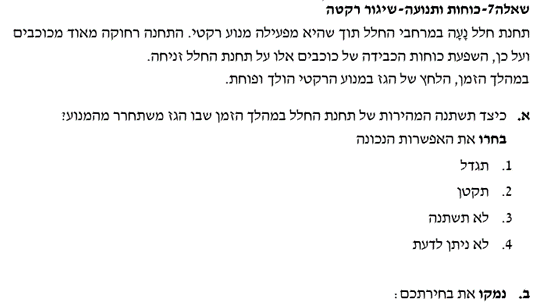 שאלה7-כוחות ותנועה-שיגור רקטה
תחנת חלל נָעָה במרחבי החלל תוך שהיא מפעילה מנוע רקטי. התחנה רחוקה מאוד מכוכבים
ועל כן, השפעת כוחות הכבידה של כוכבים אלו על תחנת החלל זניחה.
במהלך הזמן, הלחץ של הגז במנוע הרקטי הולך ופוחת.
א. כיצד תשתנה המהירות של תחנת החלל במהלך הזמן שבו הגז משתחרר מהמנוע?
בחרו את האפשרות הנכונה
1. תגדל
2. תקטן
3. לא תשתנה
4. לא ניתן לדעת
ב. נמקו את בחירתכם: